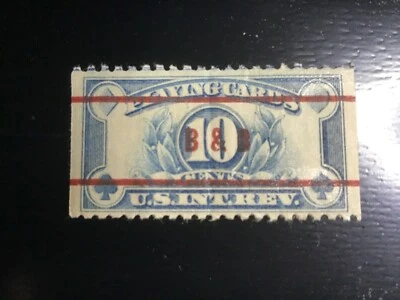 PLAYING CARDS
10
B & B
CENTS
U.S. INT. REV.